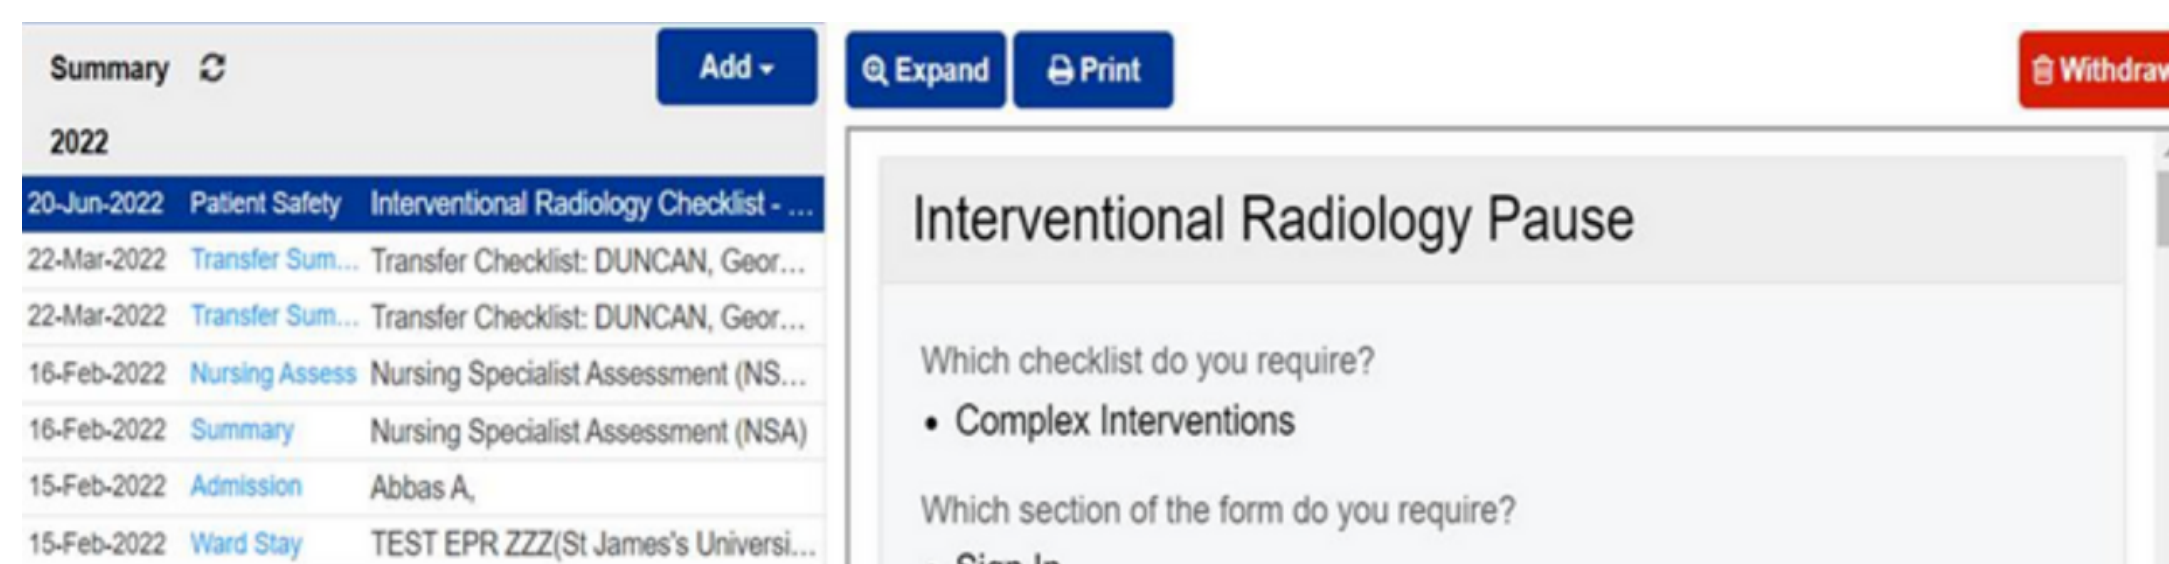 Summary
Add
2022
20-Jun-2022 Patient Safety Interventional Radiology Checklist - ...
22-Mar-2022 Transfer Sum... Transfer Checklist: DUNCAN, Geor...
22-Mar-2022 Transfer Sum... Transfer Checklist: DUNCAN, Geor...
16-Feb-2022 Nursing Assess Nursing Specialist Assessment (NS...
16-Feb-2022 Summary Nursing Specialist Assessment (NSA)
15-Feb-2022 Admission Abbas A,
15-Feb-2022 Ward Stay TEST EPR ZZZ(St James's Universi...
Expand Print Withdraw
Interventional Radiology Pause
Which checklist do you require?
• Complex Interventions
Which section of the form do you require?
• Sign In